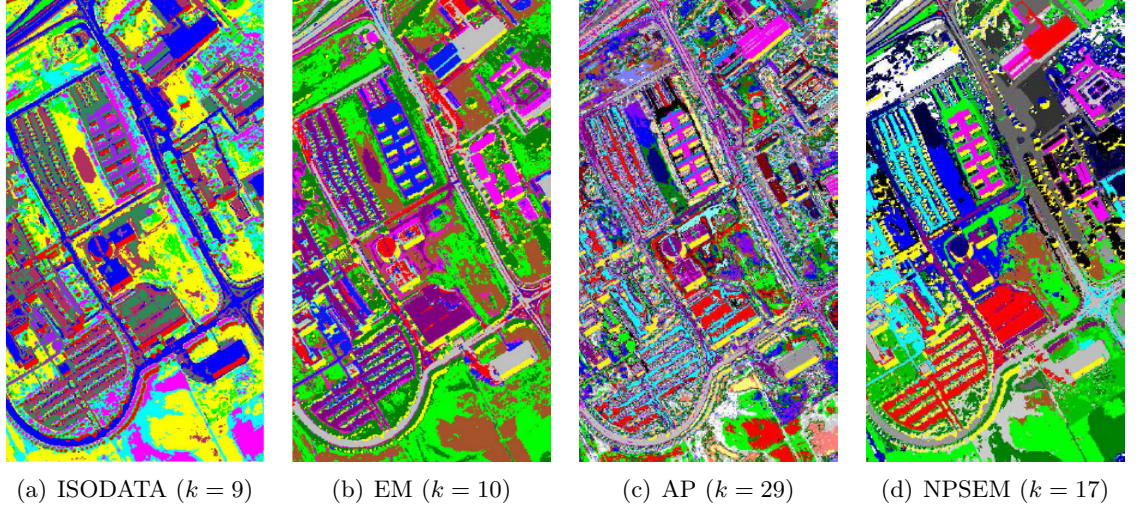 (a) ISODATA (k = 9)
(b) EM (k = 10)
(c) AP (k = 29)
(d) NPSEM (k = 17)